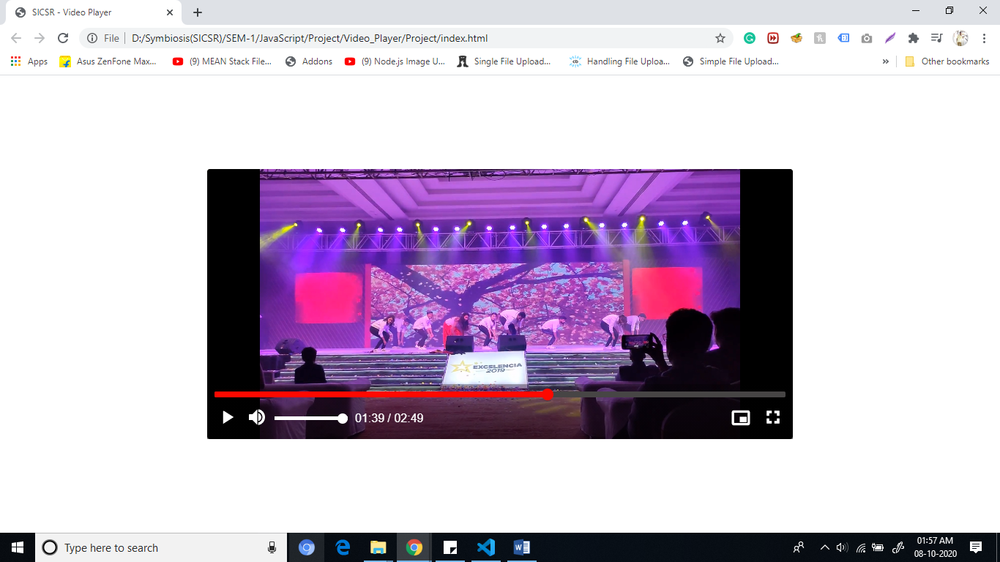 SICSR - Video Player
File D:/Symbiosis(SICSR)/SEM-1/JavaScript/Project/Video_Player/Project/index.html
Apps Asus ZenFone Max... (9) MEAN Stack File... Addons (9) Node.js Image U... Single File Upload... Handling File Uploa... Simple File Upload... » Other bookmarks
EXCELENCIA
2019
01:39 / 02:49
Type here to search
01:57 AM
08-10-2020